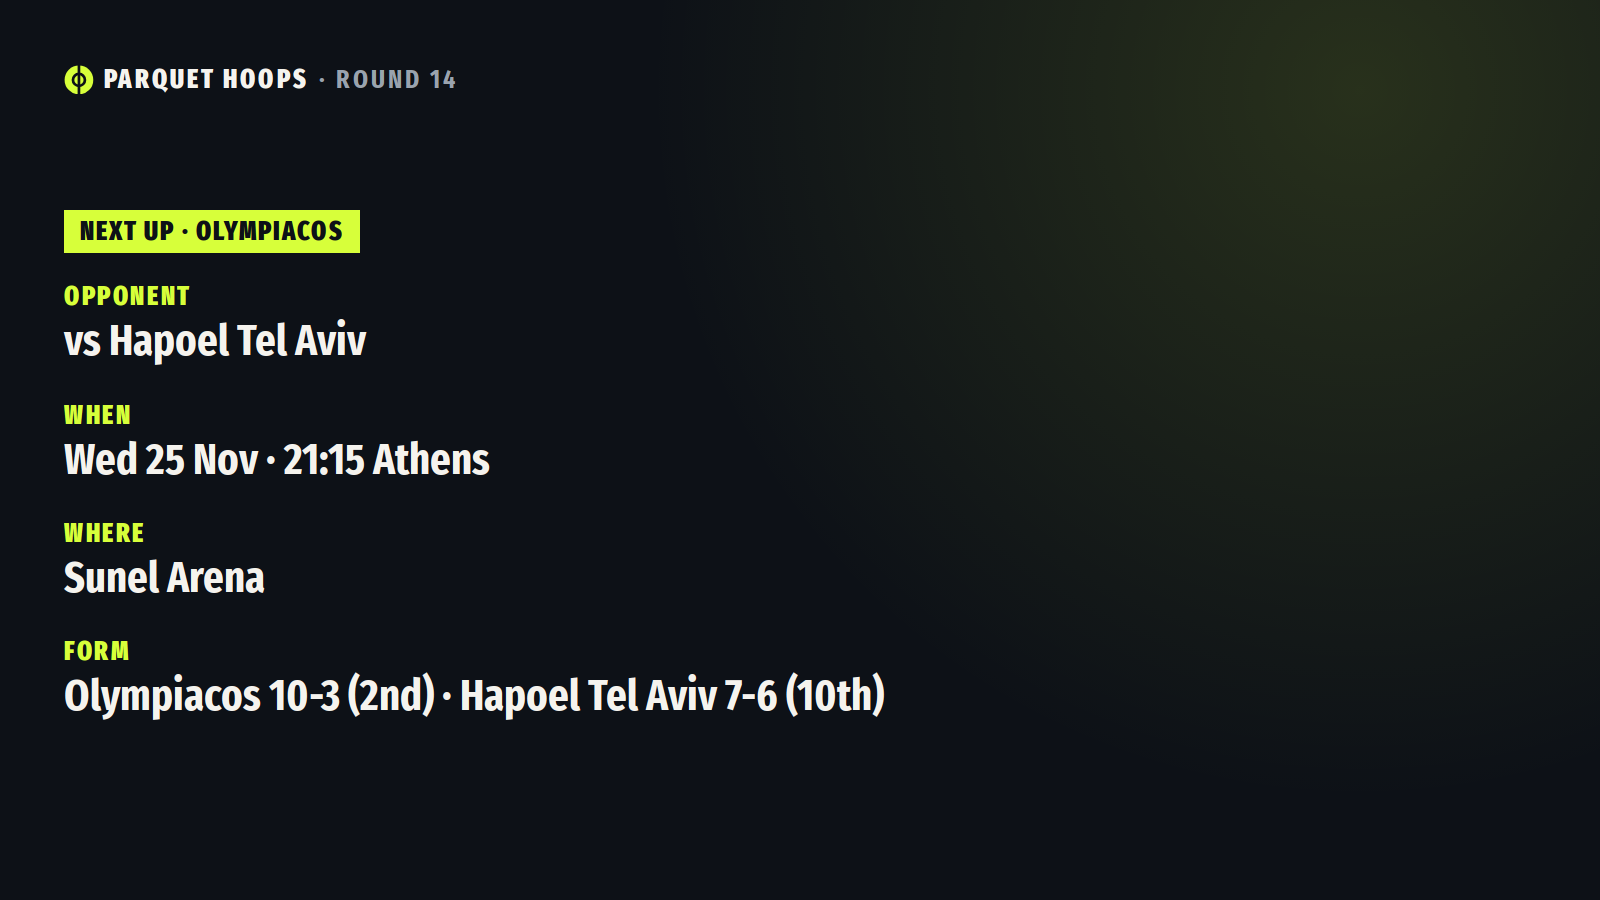 PARQUET HOOPS · ROUND 14
NEXT UP · OLYMPIACOS
OPPONENT
vs Hapoel Tel Aviv
WHEN
Wed 25 Nov · 21:15 Athens
WHERE
Sunel Arena
FORM
Olympiacos 10-3 (2nd) · Hapoel Tel Aviv 7-6 (10th)